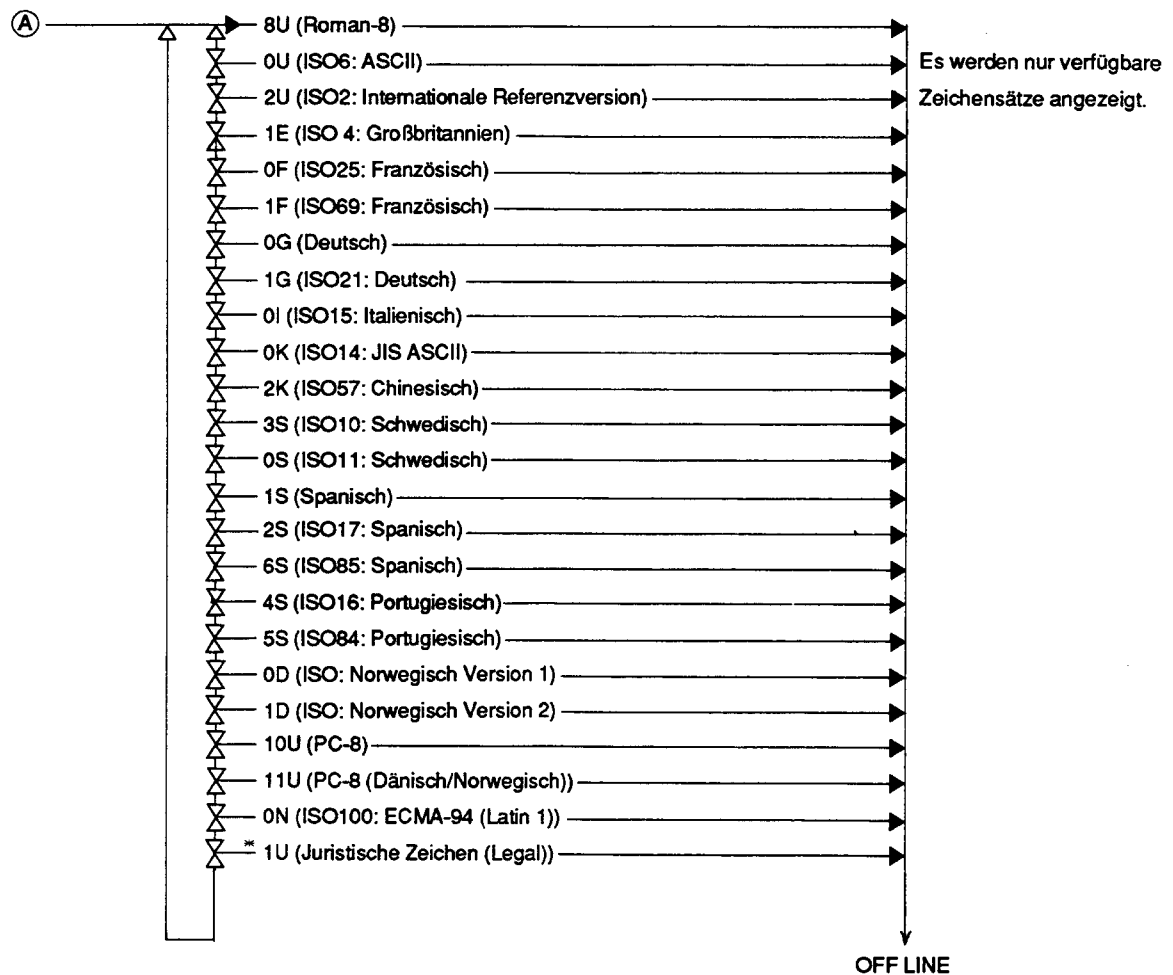 A
8U (Roman-8)
0U (ISO6: ASCII) Es werden nur verfügbare
2U (ISO2: Internationale Referenzversion) Zeichensätze angezeigt.
1E (ISO 4: Großbritannien)
0F (ISO25: Französisch)
1F (ISO69: Französisch)
0G (Deutsch)
1G (ISO21: Deutsch)
0I (ISO15: Italienisch)
0K (ISO14: JIS ASCII)
2K (ISO57: Chinesisch)
3S (ISO10: Schwedisch)
0S (ISO11: Schwedisch)
1S (Spanisch)
2S (ISO17: Spanisch)
6S (ISO85: Spanisch)
4S (ISO16: Portugiesisch)
5S (ISO84: Portugiesisch)
0D (ISO: Norwegisch Version 1)
1D (ISO: Norwegisch Version 2)
10U (PC-8)
11U (PC-8 (Dänisch/Norwegisch))
0N (ISO100: ECMA-94 (Latin 1))
* 1U (Juristische Zeichen (Legal))
OFF LINE